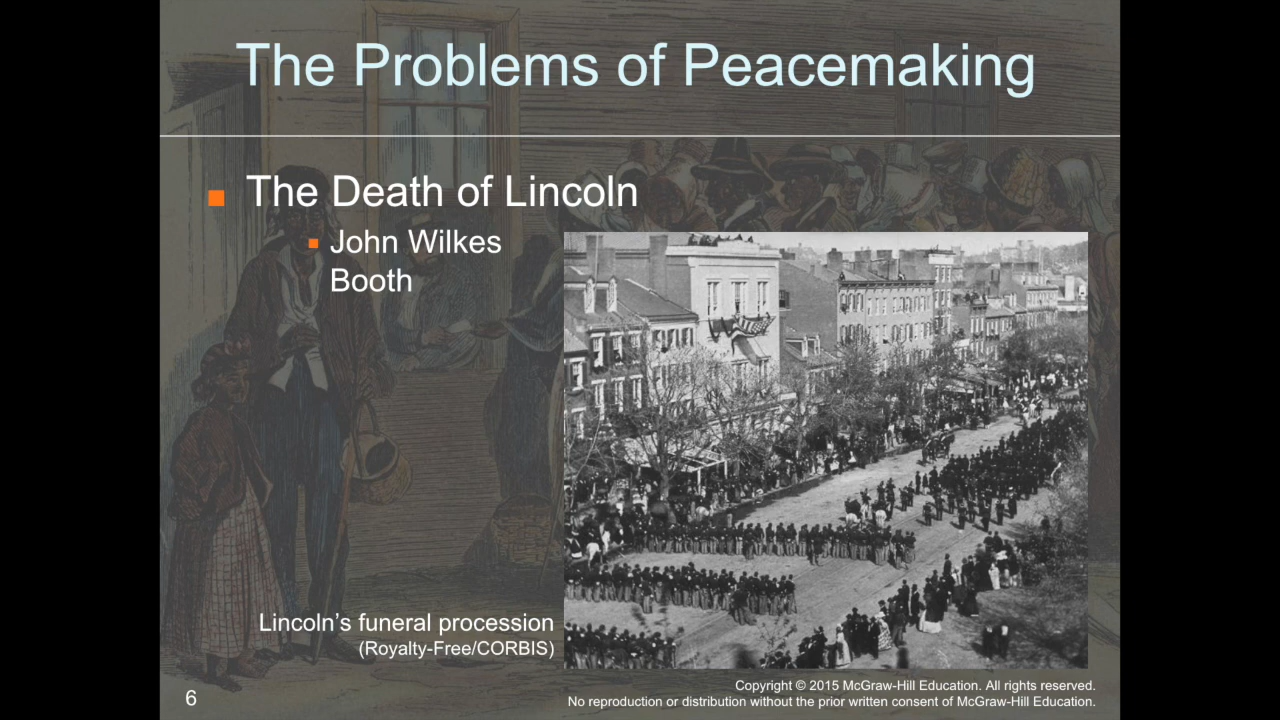 The Problems of Peacemaking
The Death of Lincoln
John Wilkes
Booth
Lincoln’s funeral procession
(Royalty-Free/CORBIS)
Copyright © 2015 McGraw-Hill Education. All rights reserved.
No reproduction or distribution without the prior written consent of McGraw-Hill Education.
6